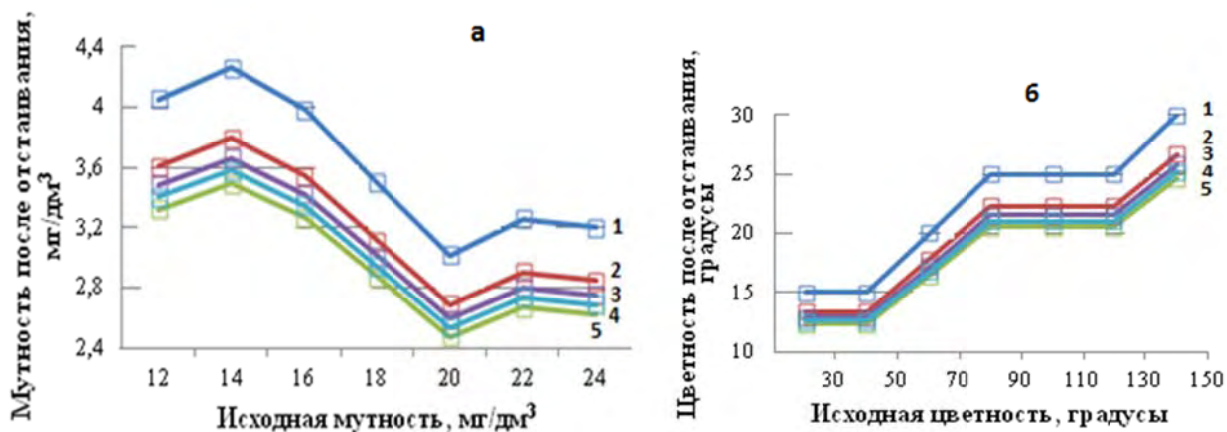 Мутность после отстаивания,
мг/дм³
4,4
4
3,6
3,2
2,8
2,4
а
1
2
3
4
5
12 14 16 18 20 22 24
Исходная мутность, мг/дм³
Цветность после отстаивания,
градусы
30
25
20
15
10
б
1
2
3
4
5
30 50 70 90 110 130 150
Исходная цветность, градусы